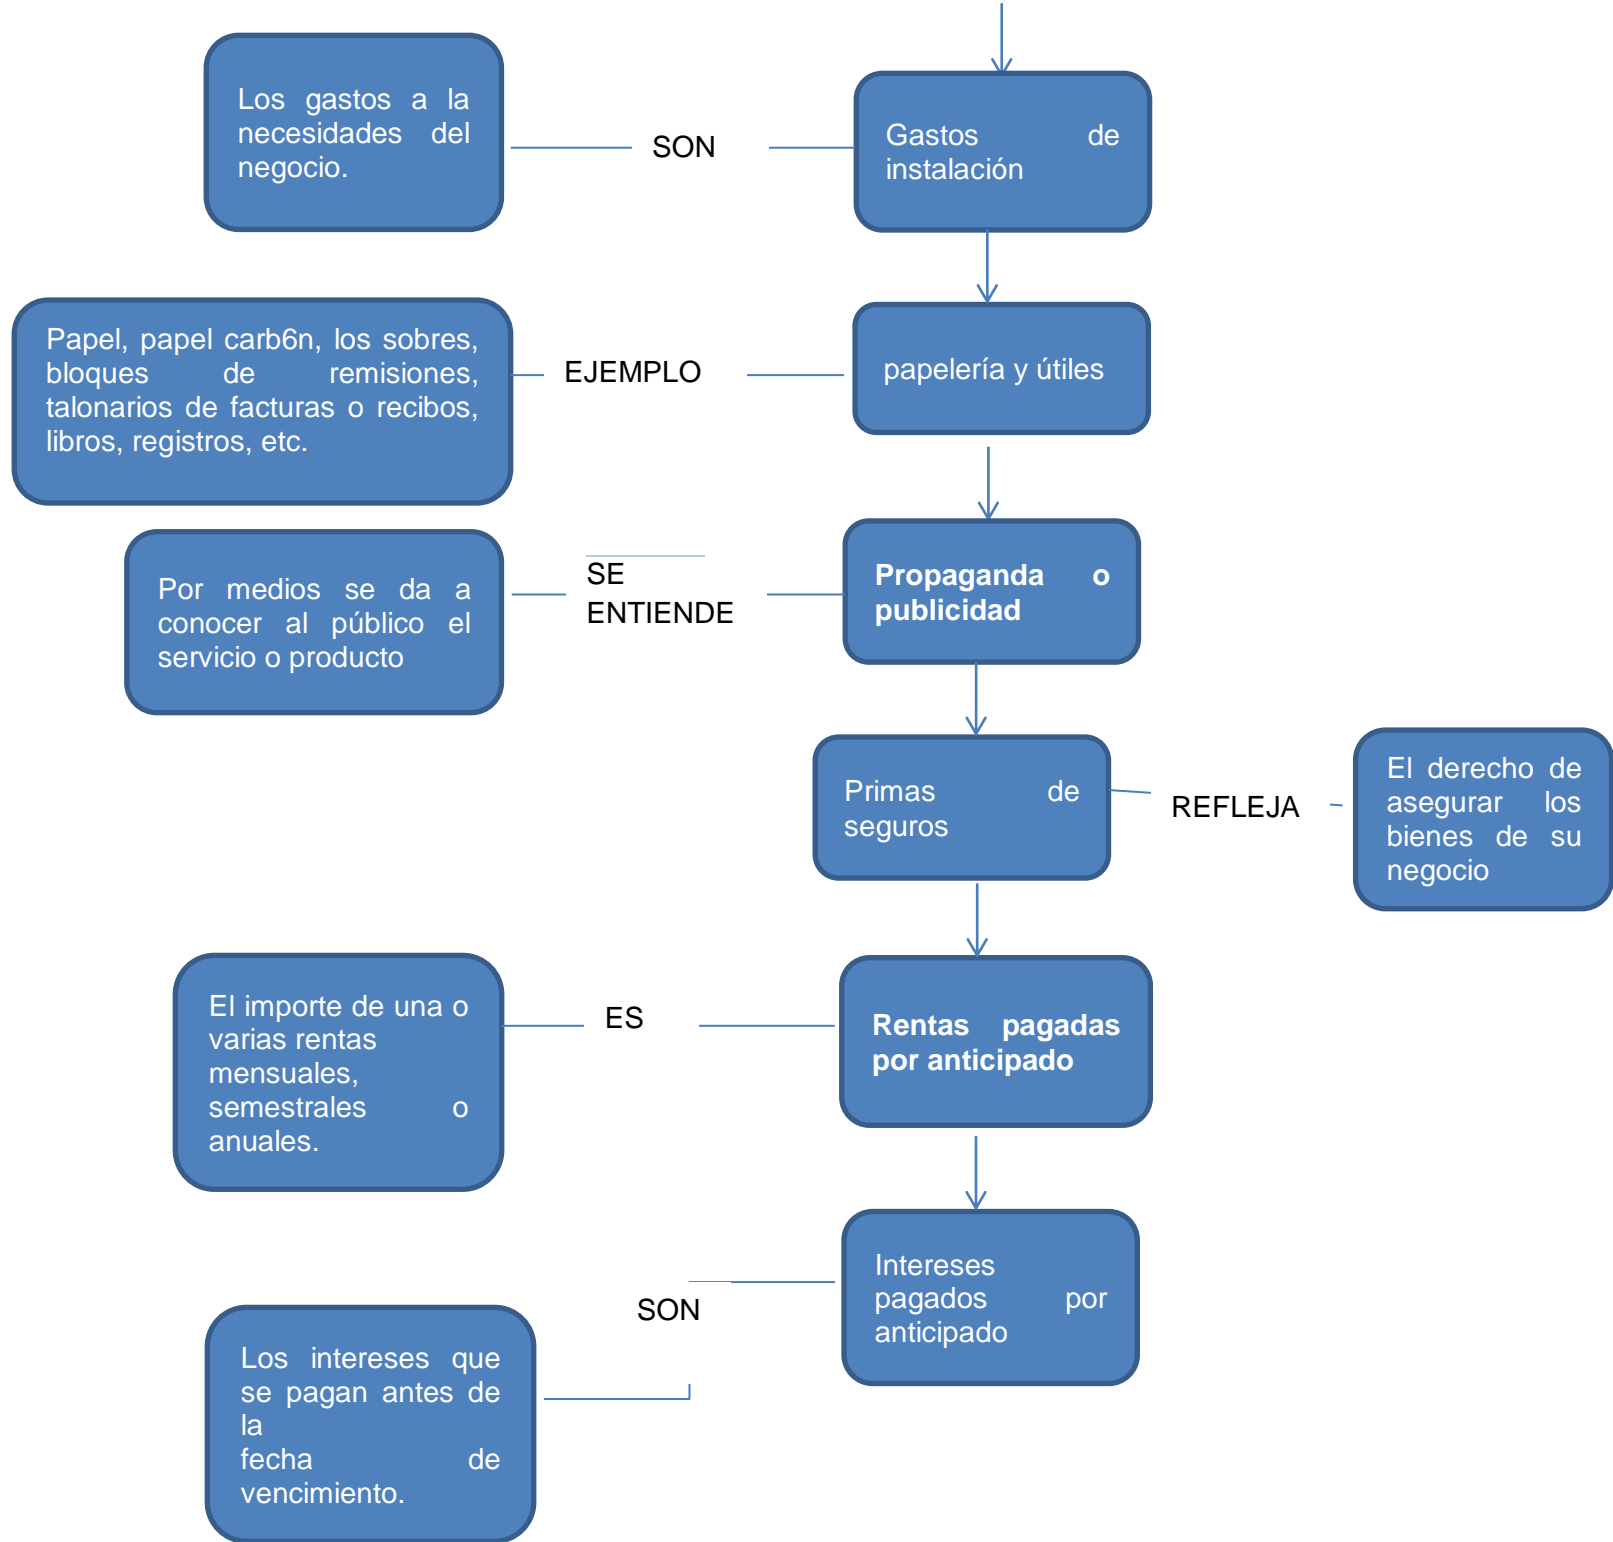 Los gastos a la
necesidades del
negocio.
SON
Gastos de
instalación
Papel, papel carb6n, los sobres,
bloques de remisiones,
talonarios de facturas o recibos,
libros, registros, etc.
EJEMPLO
papelería y útiles
Por medios se da a
conocer al público el
servicio o producto
SE
ENTIENDE
Propaganda o
publicidad
Primas de
seguros
REFLEJA
El derecho de
asegurar los
bienes de su
negocio
El importe de una o
varias rentas
mensuales,
semestrales o
anuales.
ES
Rentas pagadas
por anticipado
Intereses
pagados por
anticipado
SON
Los intereses que
se pagan antes de
la
fecha de
vencimiento.